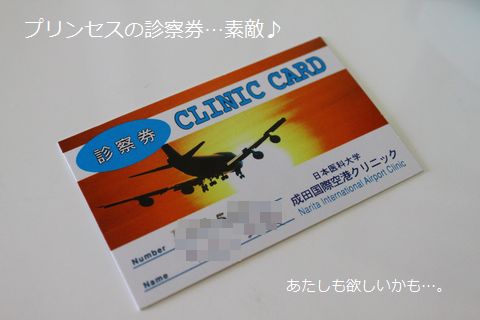 プリンセスの診察券…素敵♪
CLINIC CARD
診察券
日本医科大学
成田国際空港クリニック
Narita International Airport Clinic
Number
Name
あたしも欲しいかも…。